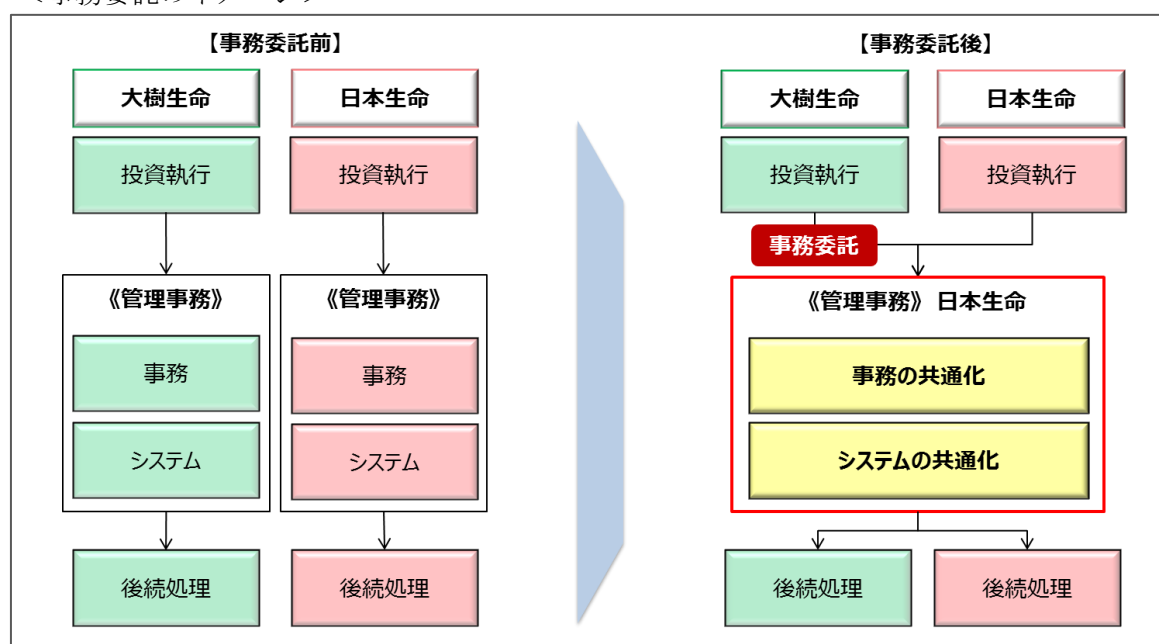 【事務委託前】
【事務委託後】
大樹生命
日本生命
大樹生命
日本生命
投資執行
投資執行
投資執行
投資執行
事務委託
《管理事務》
《管理事務》
《管理事務》 日本生命
事務
事務
事務の共通化
システム
システム
システムの共通化
後続処理
後続処理
後続処理
後続処理